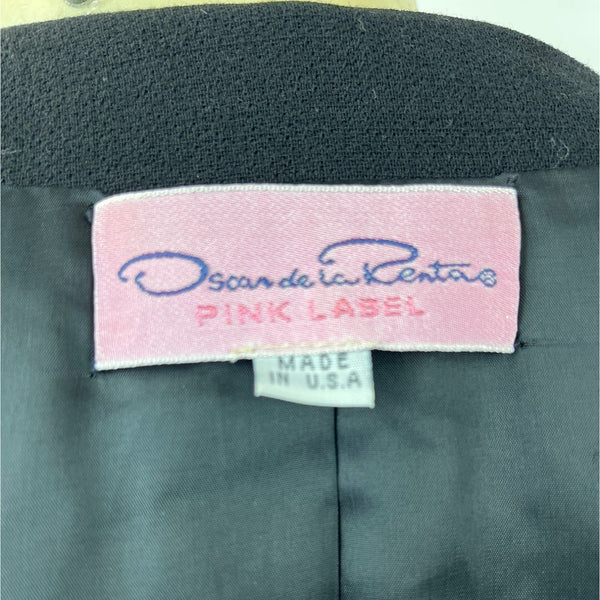 Oscar de la Renta®
PINK LABEL
MADE
IN U.S.A